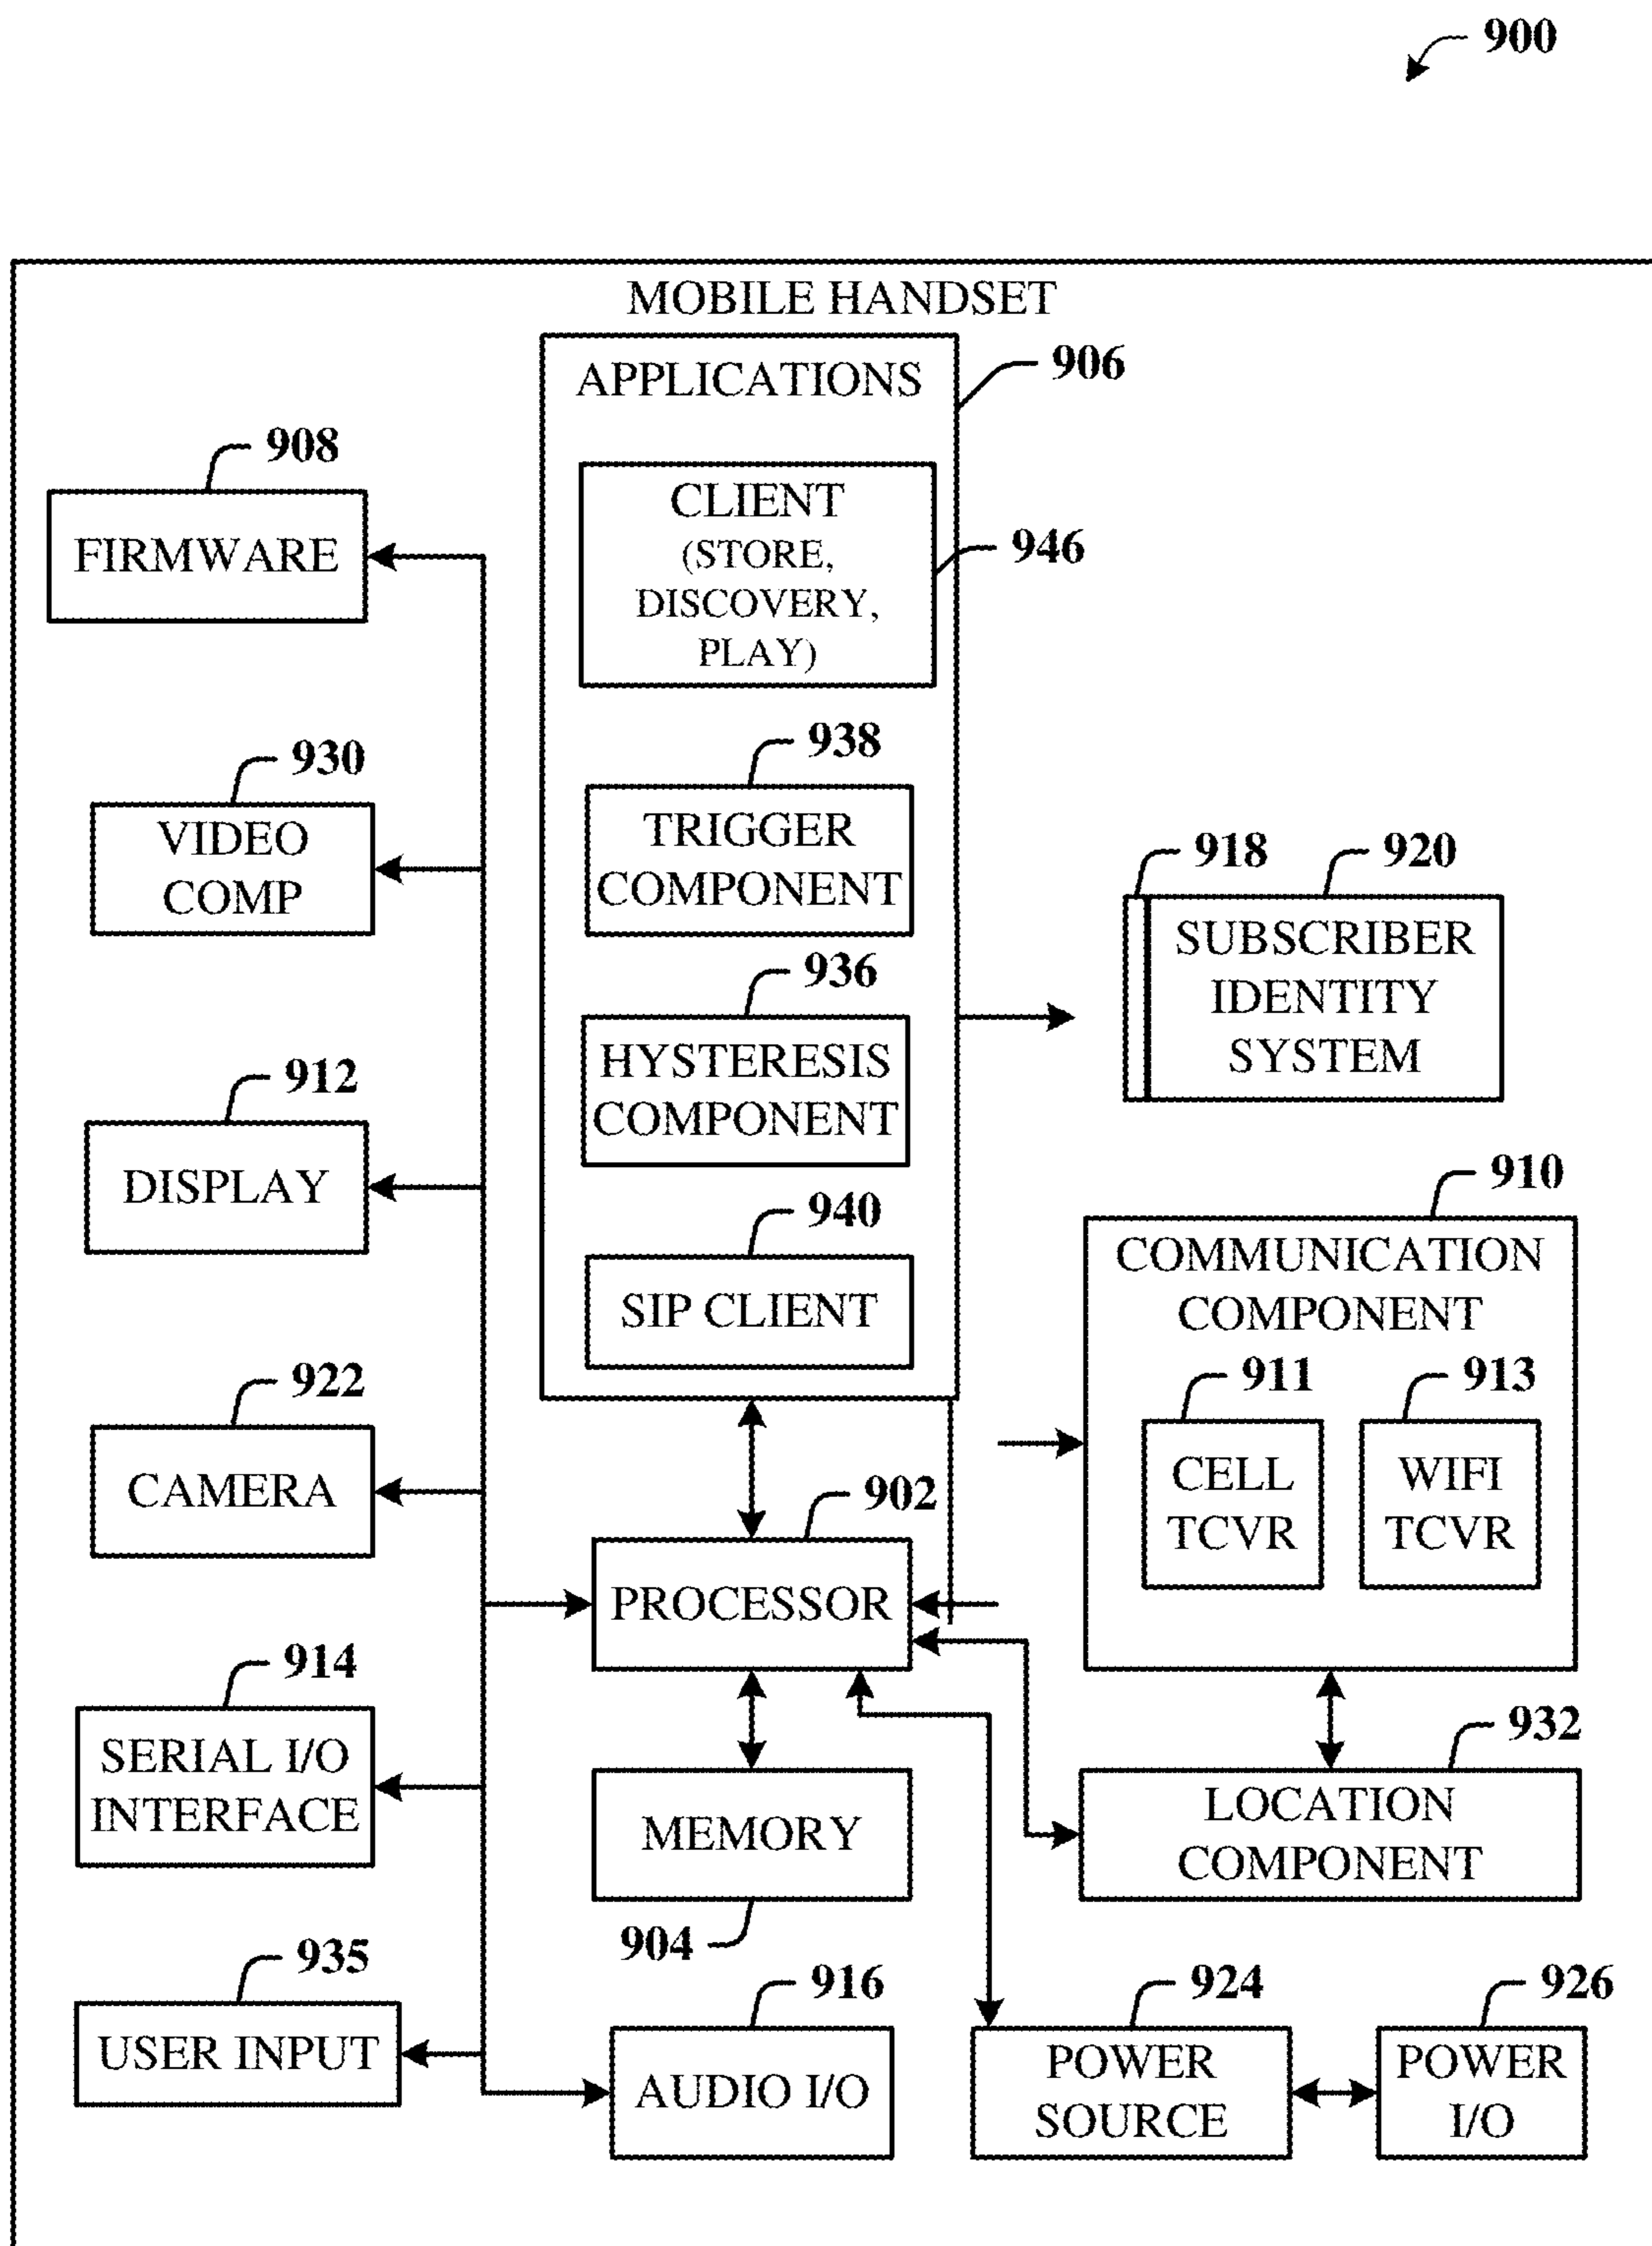 900
MOBILE HANDSET
APPLICATIONS
906
CLIENT
(STORE,
DISCOVERY,
PLAY)
946
938
TRIGGER
COMPONENT
936
HYSTERESIS
COMPONENT
940
SIP CLIENT
908
FIRMWARE
930
VIDEO
COMP
912
DISPLAY
922
CAMERA
914
SERIAL I/O
INTERFACE
935
USER INPUT
918
920
SUBSCRIBER
IDENTITY
SYSTEM
910
COMMUNICATION
COMPONENT
911
CELL
TCVR
913
WIFI
TCVR
902
PROCESSOR
932
LOCATION
COMPONENT
MEMORY
904
916
AUDIO I/O
924
POWER
SOURCE
926
POWER
I/O